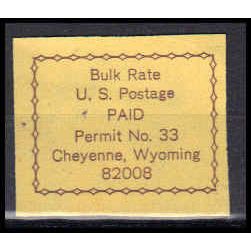 Bulk Rate
U. S. Postage
PAID
Permit No. 33
Cheyenne, Wyoming
82008